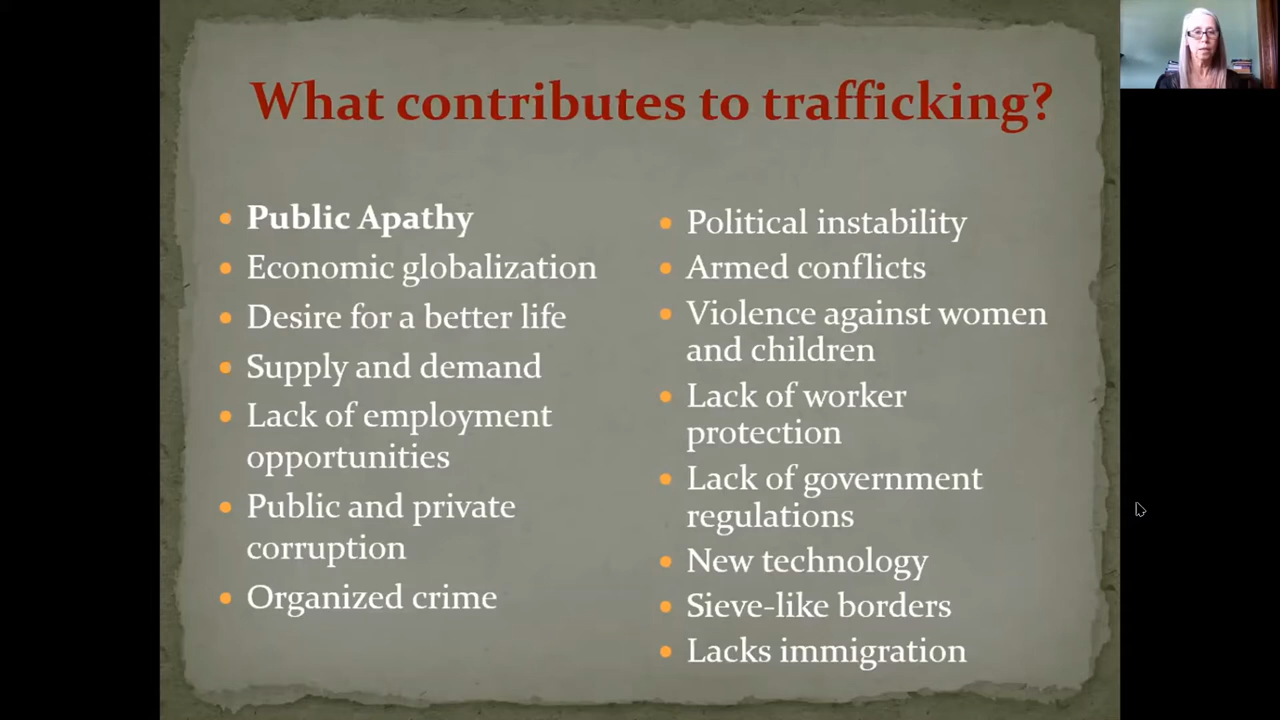 What contributes to trafficking?
Public Apathy
Economic globalization
Desire for a better life
Supply and demand
Lack of employment
opportunities
Public and private
corruption
Organized crime
Political instability
Armed conflicts
Violence against women
and children
Lack of worker
protection
Lack of government
regulations
New technology
Sieve-like borders
Lacks immigration